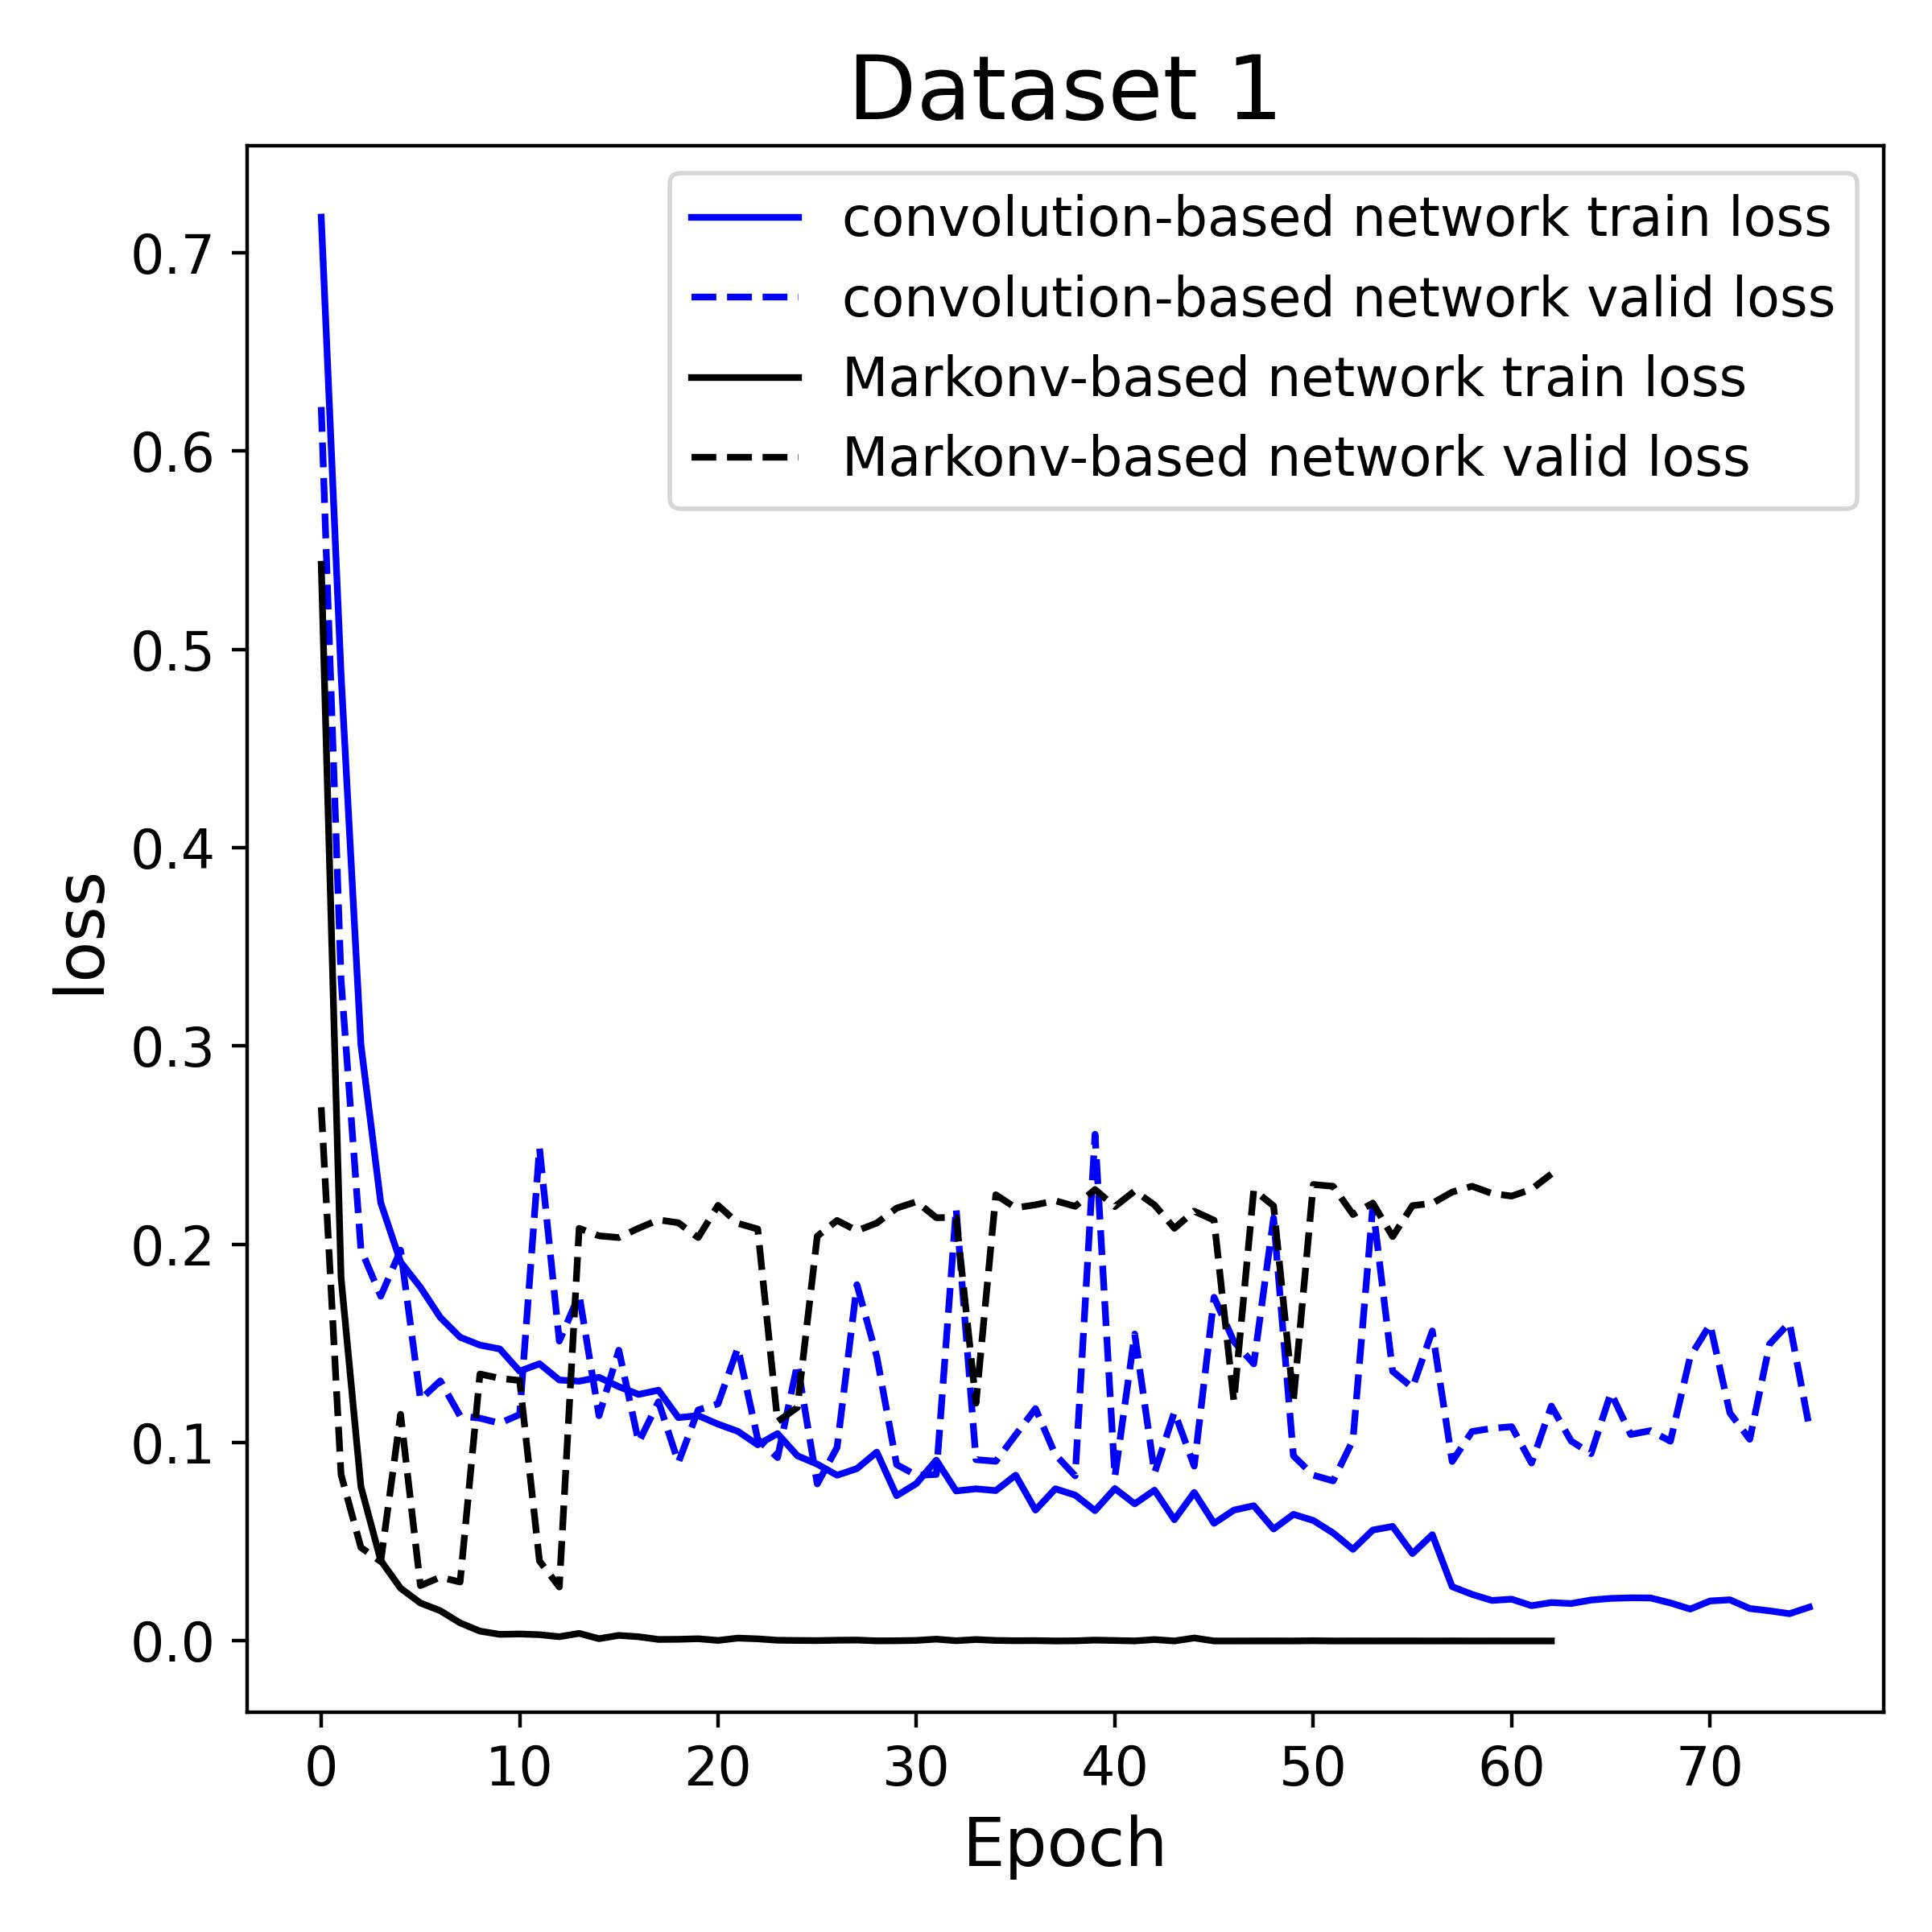 Dataset 1
convolution-based network train loss
convolution-based network valid loss
Markonv-based network train loss
Markonv-based network valid loss
loss
0.7
0.6
0.5
0.4
0.3
0.2
0.1
0.0
0 10 20 30 40 50 60 70
Epoch